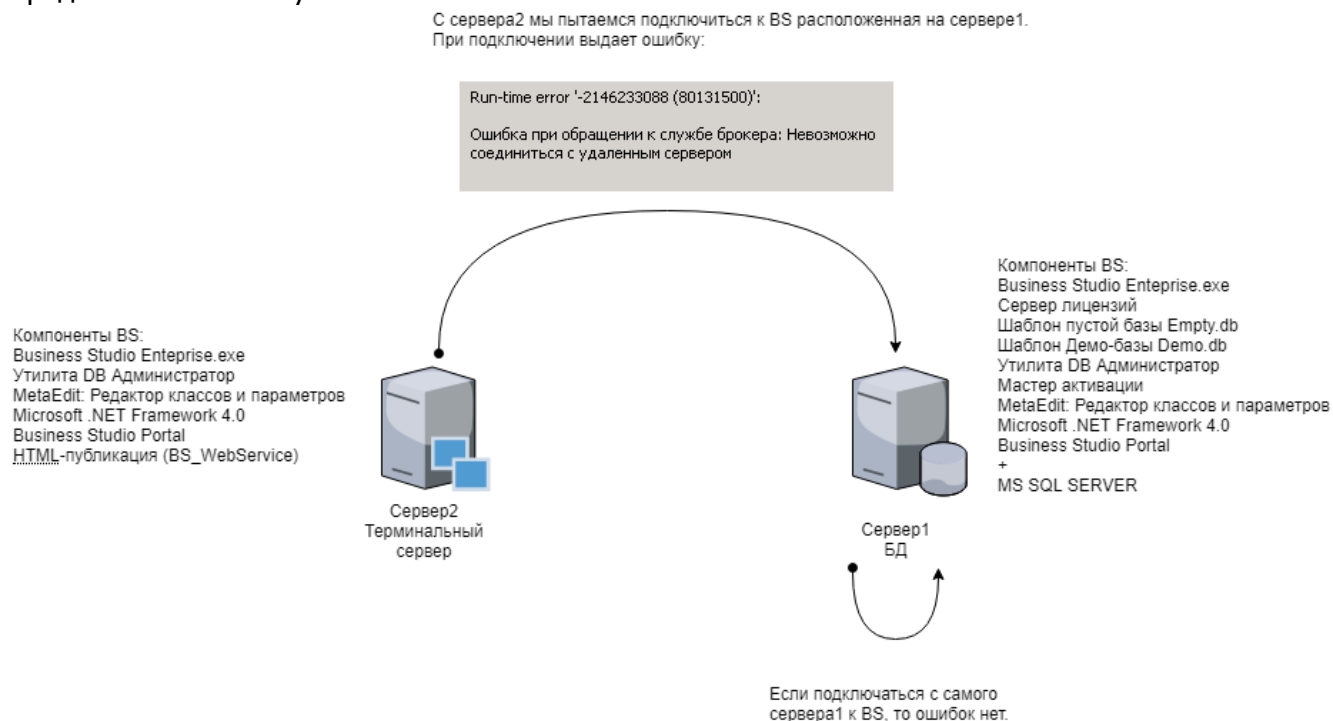 С сервера2 мы пытаемся подключиться к BS расположенная на сервере1.
При подключении выдает ошибку:
Run-time error '-2146233088 (80131500)':
Ошибка при обращении к службе брокера: Невозможно
соединиться с удаленным сервером
Компоненты BS:
Business Studio Enteprise.exe
Утилита DB Администратор
MetaEdit: Редактор классов и параметров
Microsoft .NET Framework 4.0
Business Studio Portal
HTML-публикация (BS_WebService)
Сервер2
Терминальный
сервер
Компоненты BS:
Business Studio Enteprise.exe
Сервер лицензий
Шаблон пустой базы Empty.db
Шаблон Демо-базы Demo.db
Утилита DB Администратор
Мастер активации
MetaEdit: Редактор классов и параметров
Microsoft .NET Framework 4.0
Business Studio Portal
+
MS SQL SERVER
Сервер1
БД
Если подключаться с самого
сервера1 к BS, то ошибок нет.